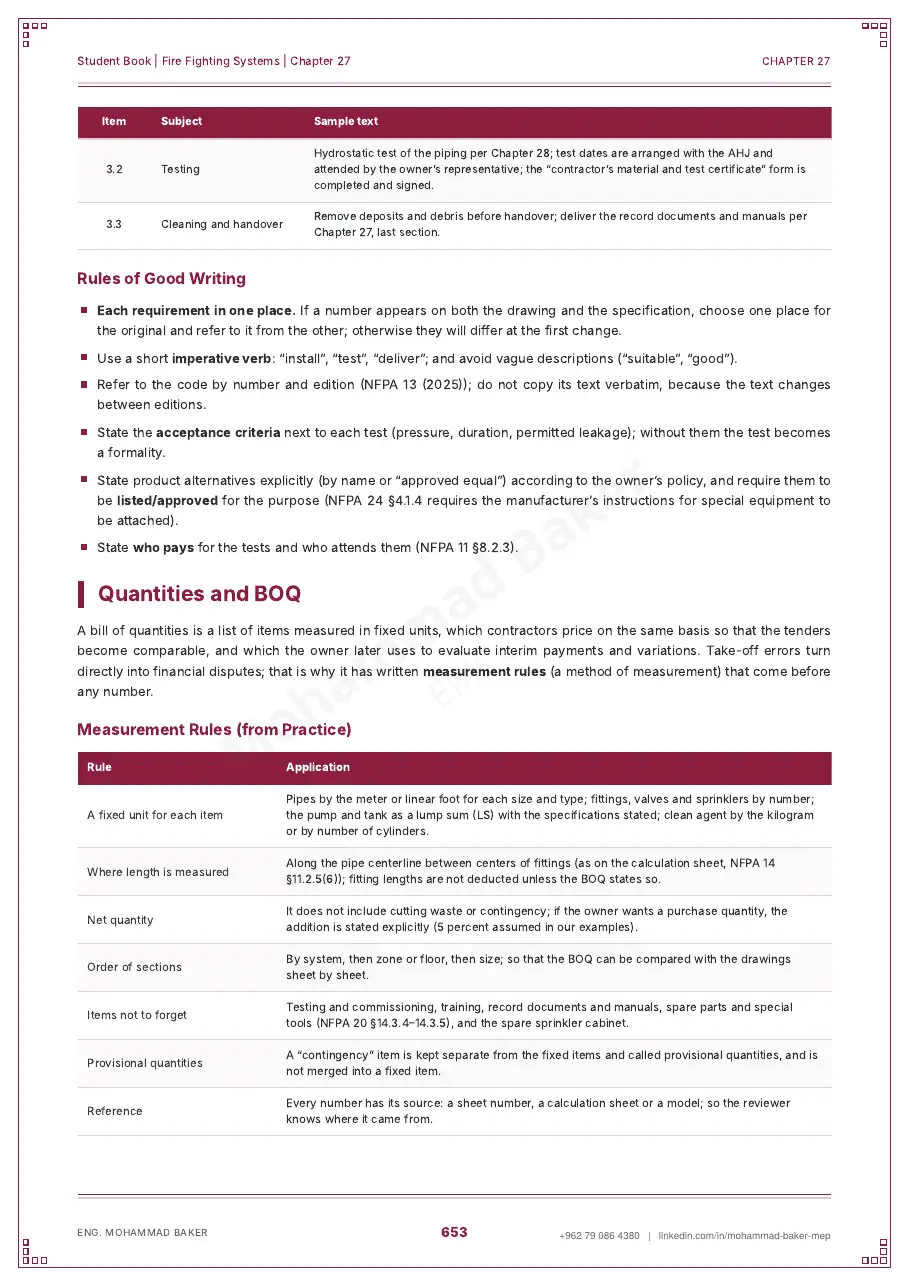 Student Book | Fire Fighting Systems | Chapter 27
CHAPTER 27
Item Subject Sample text
3.2 Testing Hydrostatic test of the piping per Chapter 28; test dates are arranged with the AHJ and
attended by the owner’s representative; the “contractor’s material and test certificate” form is
completed and signed.
3.3 Cleaning and handover Remove deposits and debris before handover; deliver the record documents and manuals per
Chapter 27, last section.
Rules of Good Writing
Each requirement in one place. If a number appears on both the drawing and the specification, choose one place for
the original and refer to it from the other; otherwise they will differ at the first change.
Use a short imperative verb: “install”, “test”, “deliver”; and avoid vague descriptions (“suitable”, “good”).
Refer to the code by number and edition (NFPA 13 (2025)); do not copy its text verbatim, because the text changes
between editions.
State the acceptance criteria next to each test (pressure, duration, permitted leakage); without them the test becomes
a formality.
State product alternatives explicitly (by name or “approved equal”) according to the owner’s policy, and require them to
be listed/approved for the purpose (NFPA 24 §4.1.4 requires the manufacturer’s instructions for special equipment to
be attached).
State who pays for the tests and who attends them (NFPA 11 §8.2.3).
Quantities and BOQ
A bill of quantities is a list of items measured in fixed units, which contractors price on the same basis so that the tenders
become comparable, and which the owner later uses to evaluate interim payments and variations. Take-off errors turn
directly into financial disputes; that is why it has written measurement rules (a method of measurement) that come before
any number.
Measurement Rules (from Practice)
Rule Application
A fixed unit for each item Pipes by the meter or linear foot for each size and type; fittings, valves and sprinklers by number;
the pump and tank as a lump sum (LS) with the specifications stated; clean agent by the kilogram
or by number of cylinders.
Where length is measured Along the pipe centerline between centers of fittings (as on the calculation sheet, NFPA 14
§11.2.5(6)); fitting lengths are not deducted unless the BOQ states so.
Net quantity It does not include cutting waste or contingency; if the owner wants a purchase quantity, the
addition is stated explicitly (5 percent assumed in our examples).
Order of sections By system, then zone or floor, then size; so that the BOQ can be compared with the drawings
sheet by sheet.
Items not to forget Testing and commissioning, training, record documents and manuals, spare parts and special
tools (NFPA 20 §14.3.4–14.3.5), and the spare sprinkler cabinet.
Provisional quantities A “contingency” item is kept separate from the fixed items and called provisional quantities, and is
not merged into a fixed item.
Reference Every number has its source: a sheet number, a calculation sheet or a model; so the reviewer
knows where it came from.
Mohammad Baker
ENG. MOHAMMAD BAKER
653
+962 79 086 4380 | linkedin.com/in/mohammad-baker-mep